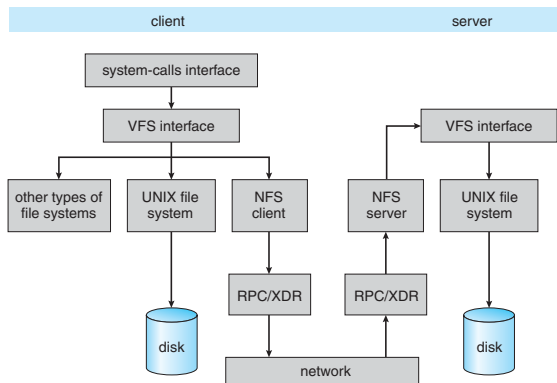 client
server
system-calls interface
VFS interface
VFS interface
other types of
file systems
UNIX file
system
NFS
client
NFS
server
UNIX file
system
RPC/XDR
RPC/XDR
disk
disk
network